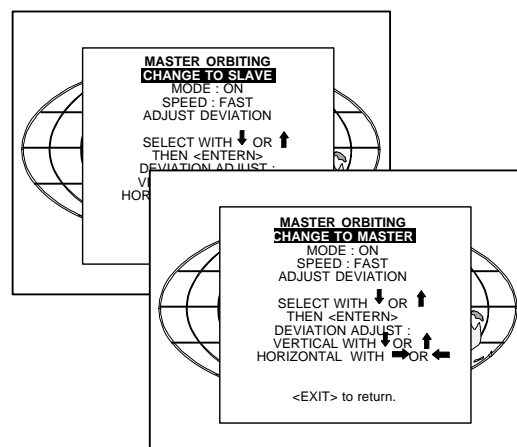 MASTER ORBITING
CHANGE TO SLAVE
MODE : ON
SPEED : FAST
ADJUST DEVIATION
SELECT WITH ⬇ OR ⬆
THEN <ENTERN>
DEVIATION ADJUST :
MASTER ORBITING
CHANGE TO MASTER
MODE : ON
SPEED : FAST
ADJUST DEVIATION
SELECT WITH ⬇ OR ⬆
THEN <ENTERN>
DEVIATION ADJUST :
VERTICAL WITH ⬇ OR ⬆
HORIZONTAL WITH ➡ OR ⬅
<EXIT> to return.